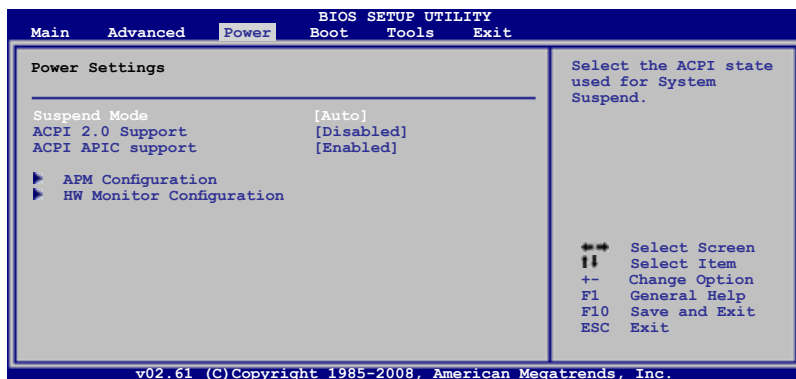 BIOS SETUP UTILITY
Main Advanced Power Boot Tools Exit
Power Settings
Suspend Mode [Auto]
ACPI 2.0 Support [Disabled]
ACPI APIC support [Enabled]
APM Configuration
HW Monitor Configuration
Select the ACPI state
used for System
Suspend.
Select Screen
Select Item
+- Change Option
F1 General Help
F10 Save and Exit
ESC Exit
v02.61 (C)Copyright 1985-2008, American Megatrends, Inc.